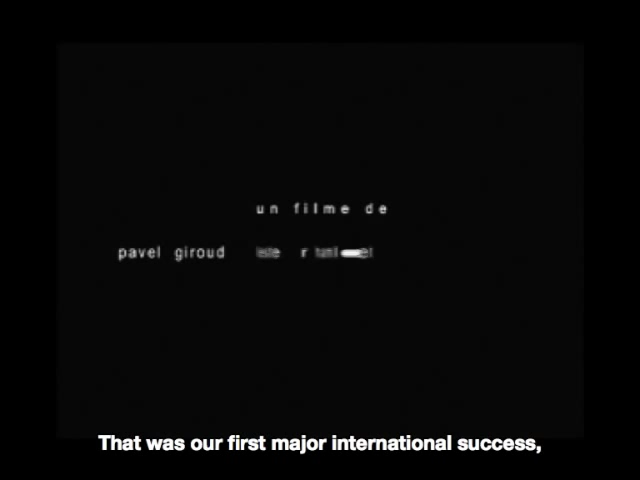 un filme de
pavel giroud
That was our first major international success,